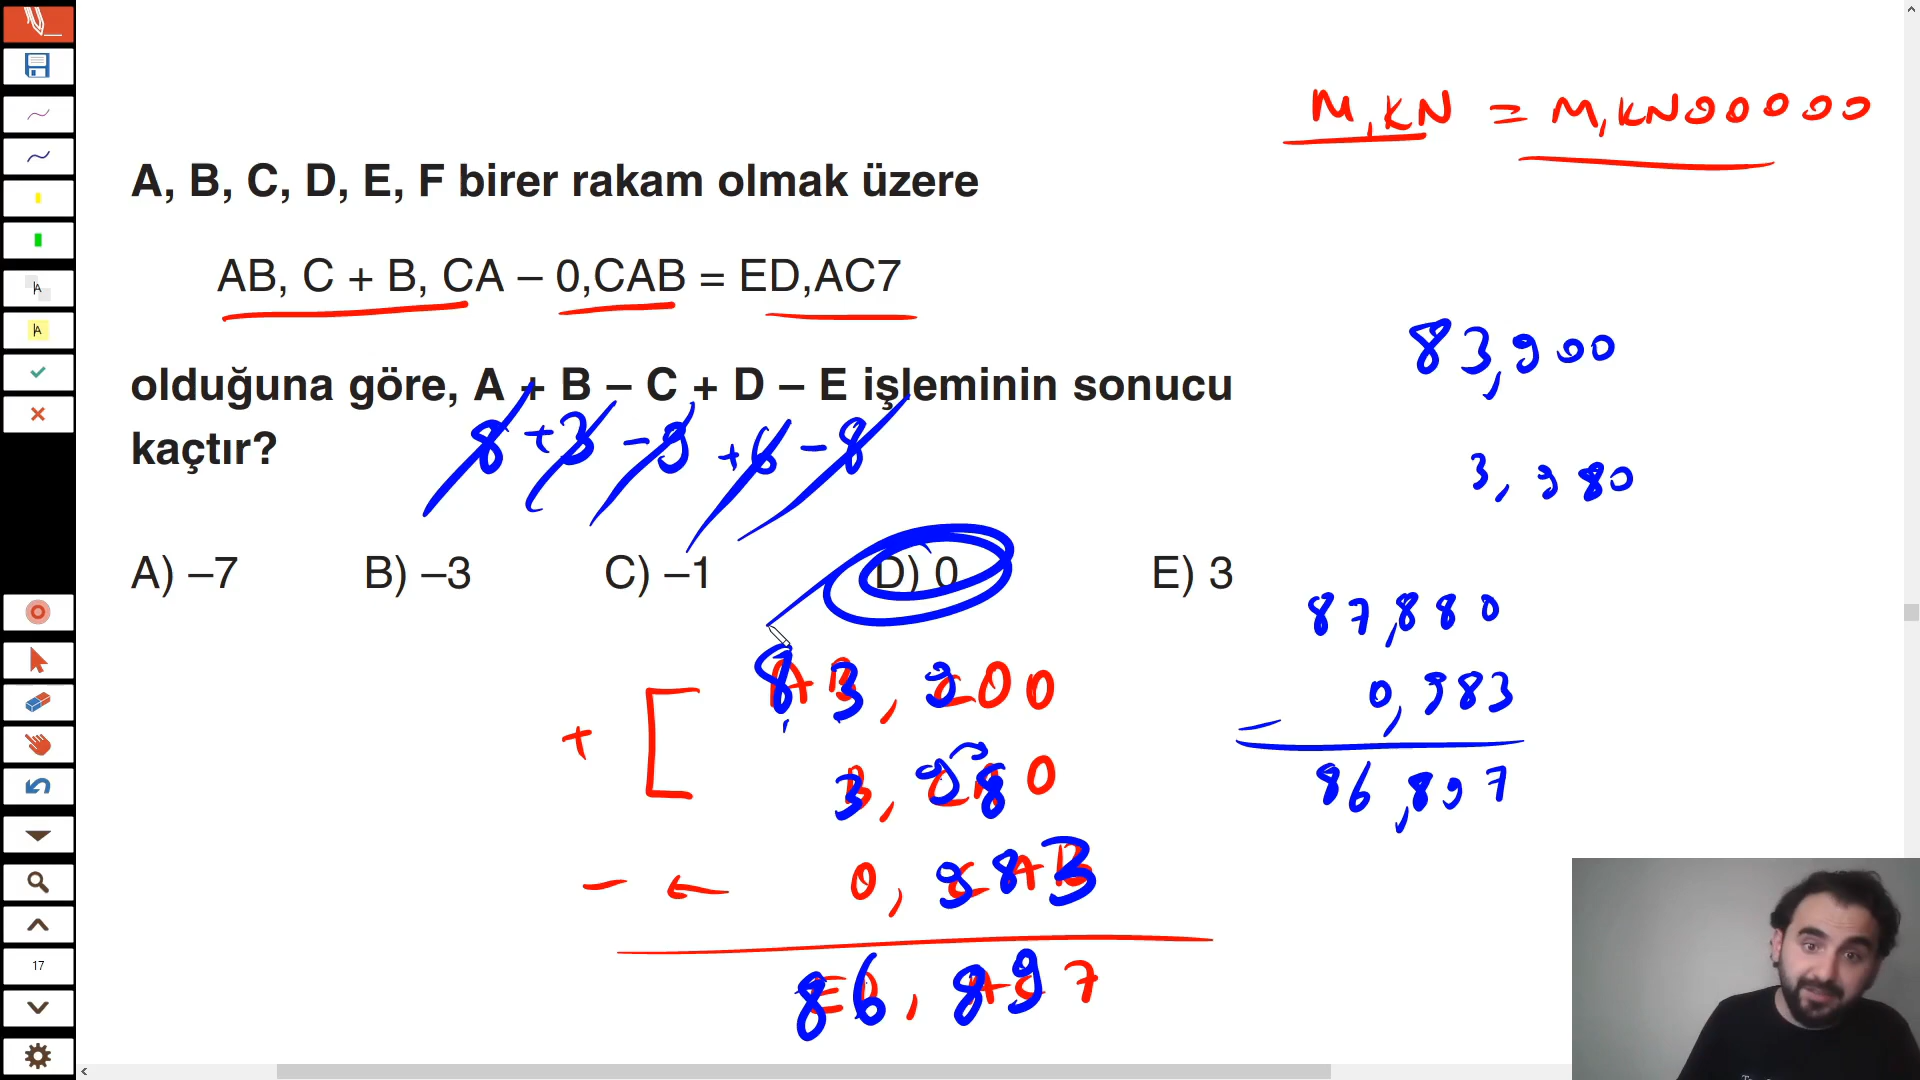 M,KN = M,KN00000
A, B, C, D, E, F birer rakam olmak üzere
AB, C + B, CA – 0,CAB = ED,AC7
olduğuna göre, A + B – C + D – E işleminin sonucu
kaçtır?
8 + 3 - 9 + 6 - 8
A) –7 B) –3 C) –1 D) 0 E) 3
83,900
3,980
87,880
0,983
-
86,897
+ 83,900
3,980
- ← 0,983
86,897
17